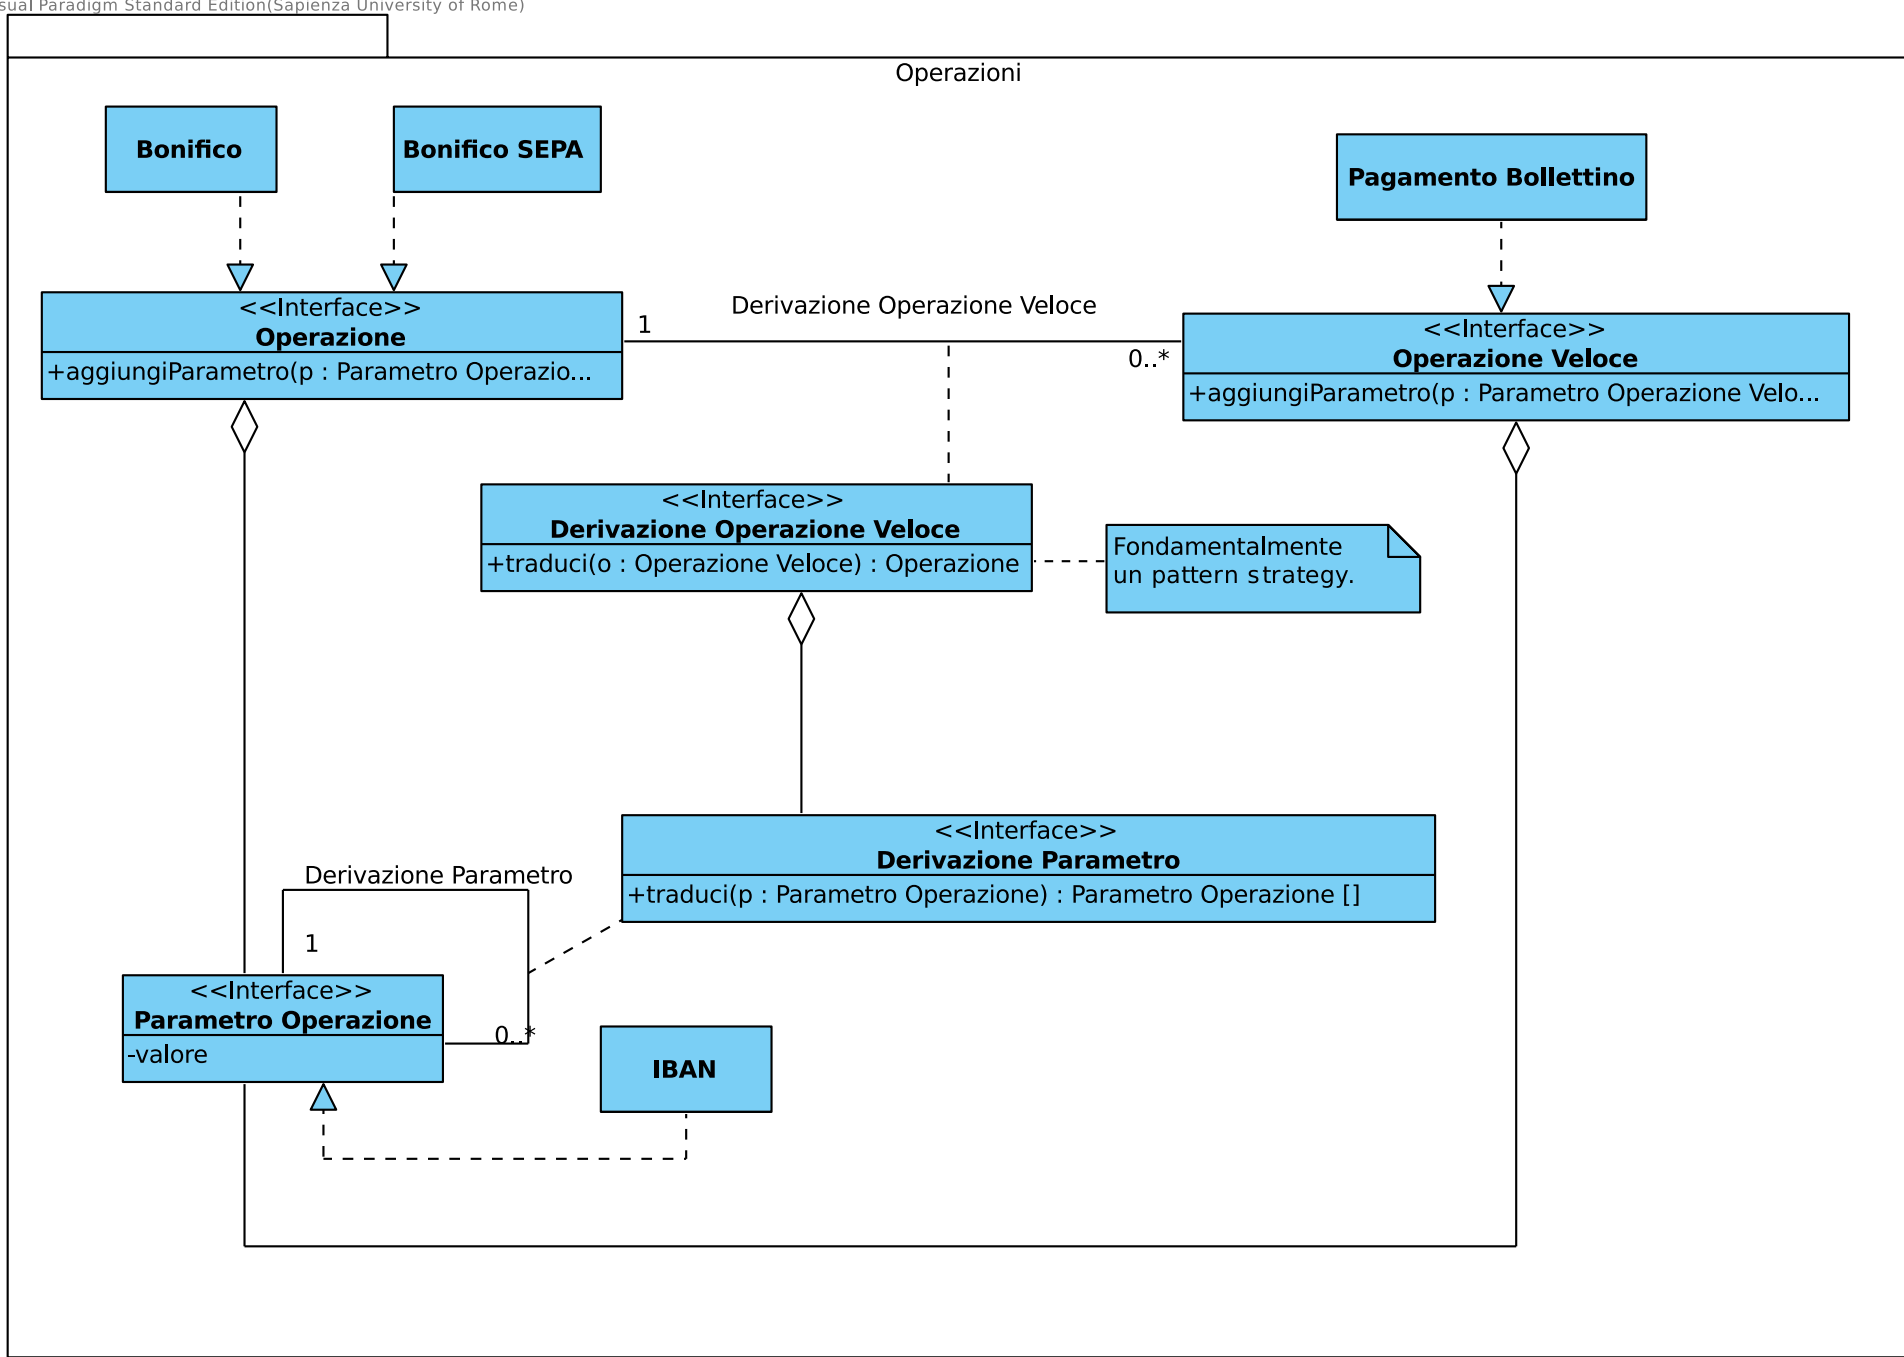 sual Paradigm Standard Edition(Sapienza University of Rome)
Operazioni
Bonifico
Bonifico SEPA
Pagamento Bollettino
<<Interface>>
Operazione
+aggiungiParametro(p : Parametro Operazio...
1
Derivazione Operazione Veloce
0..*
<<Interface>>
Operazione Veloce
+aggiungiParametro(p : Parametro Operazione Velo...
<<Interface>>
Derivazione Operazione Veloce
+traduci(o : Operazione Veloce) : Operazione
Fondamentalmente
un pattern strategy.
<<Interface>>
Derivazione Parametro
+traduci(p : Parametro Operazione) : Parametro Operazione []
Derivazione Parametro
1
0..*
<<Interface>>
Parametro Operazione
-valore
IBAN